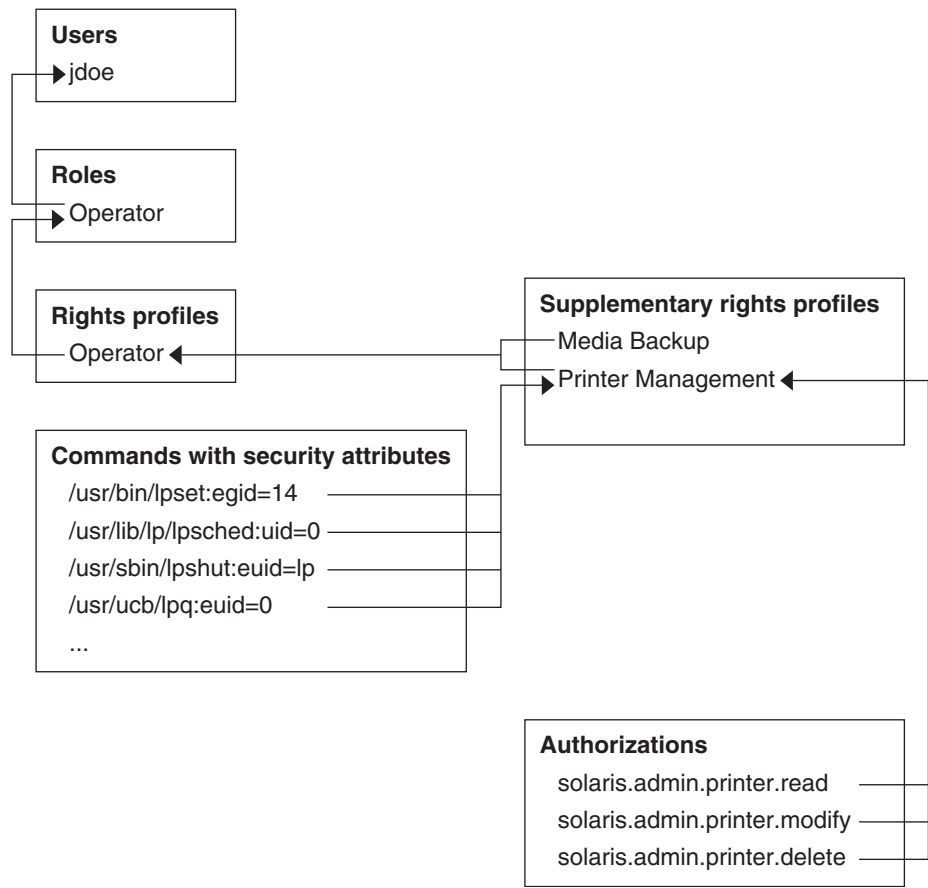 Users
jdoe
Roles
Operator
Rights profiles
Operator
Supplementary rights profiles
Media Backup
Printer Management
Commands with security attributes
/usr/bin/lpset:egid=14
/usr/lib/lp/lpsched:uid=0
/usr/sbin/lpshut:euid=lp
/usr/ucb/lpq:euid=0
...
Authorizations
solaris.admin.printer.read
solaris.admin.printer.modify
solaris.admin.printer.delete